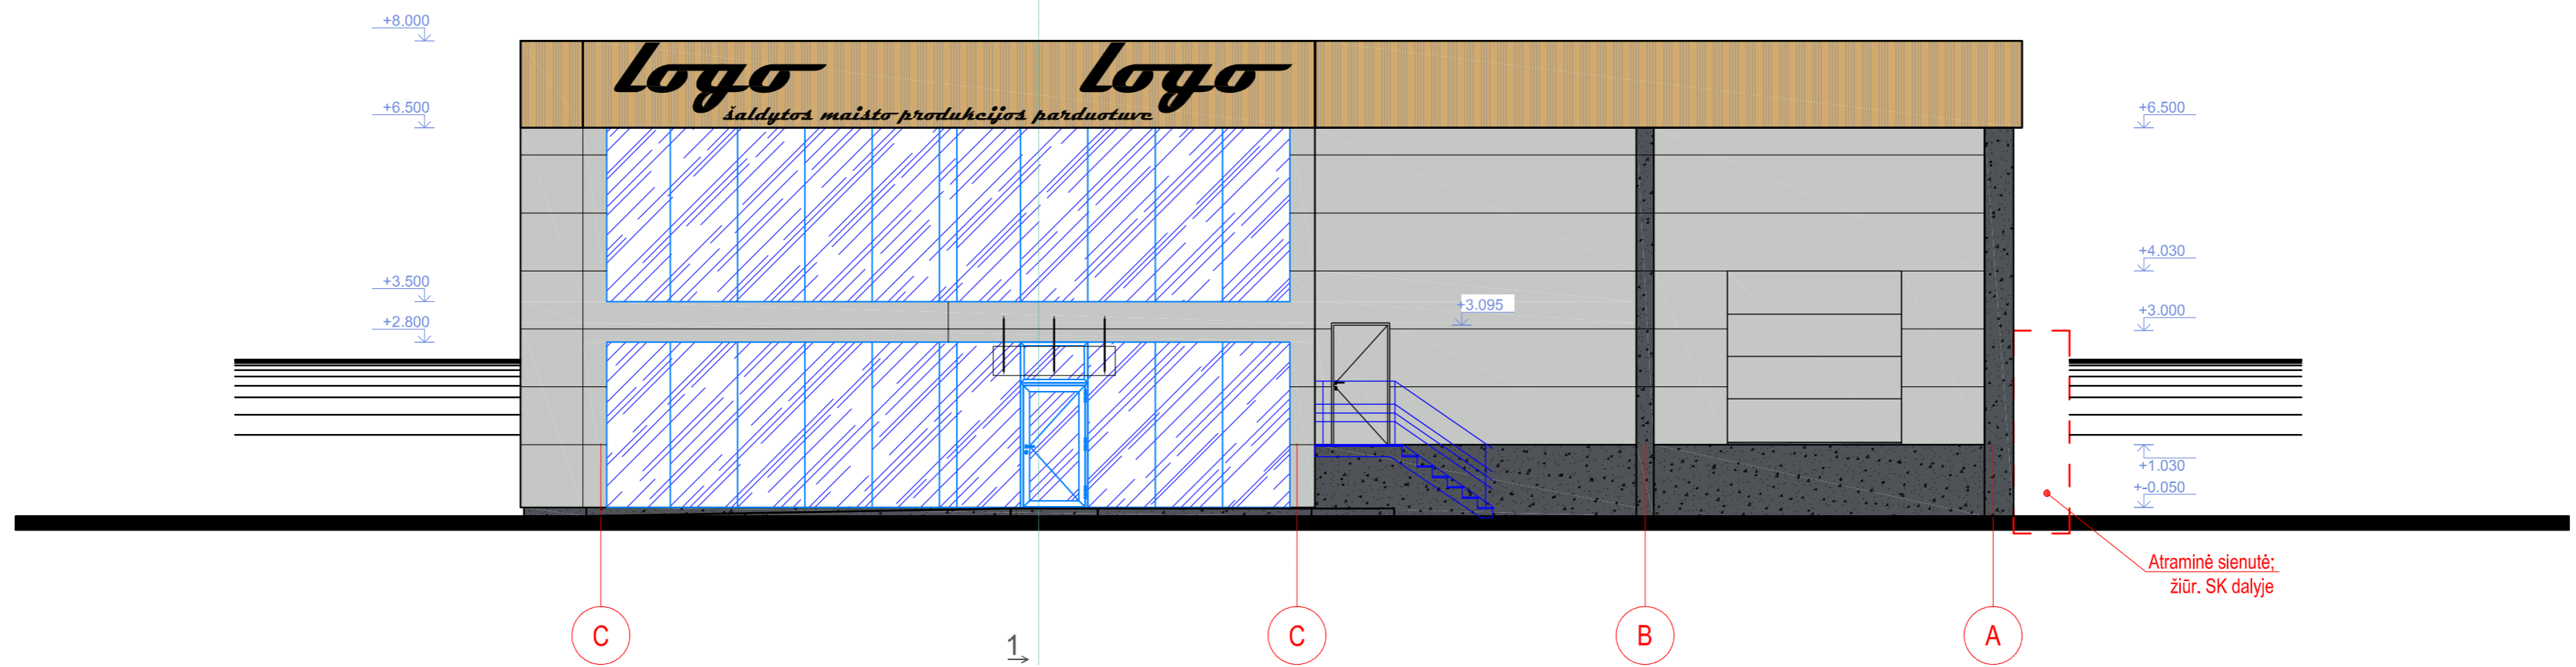 +8.000
logo logo
šaldytos maisto produkcijos parduotuve
+6.500
+6.500
+4.030
+3.500
+3.095
+3.000
+2.800
+1.030
+-0.050
Atraminė sienutė;
žiūr. SK dalyje
C C B A
1